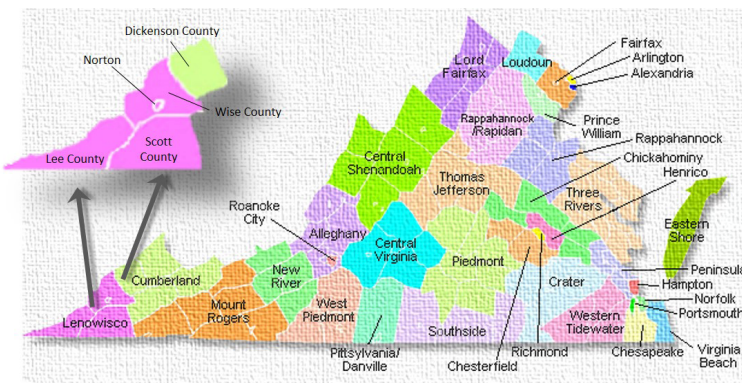 Dickenson County
Norton
Wise County
Lee County
Scott
County
Lord
Fairfax
Loudoun
Fairfax
Arlington
Alexandria
Rappahannock
/Rapidan
Prince
William
Rappahannock
Central
Shenandoah
Thomas
Jefferson
Chickahominy
Henrico
Three
Rivers
Roanoke
City
Alleghany
Central
Virginia
Piedmont
Eastern
Shore
Cumberland
New
River
Peninsula
Crater
Hampton
Norfolk
Portsmouth
Lenowisco
Mount
Rogers
West
Piedmont
Pittsylvania/
Danville
Southside
Western
Tidewater
Chesterfield
Richmond
Chesapeake
Virginia
Beach